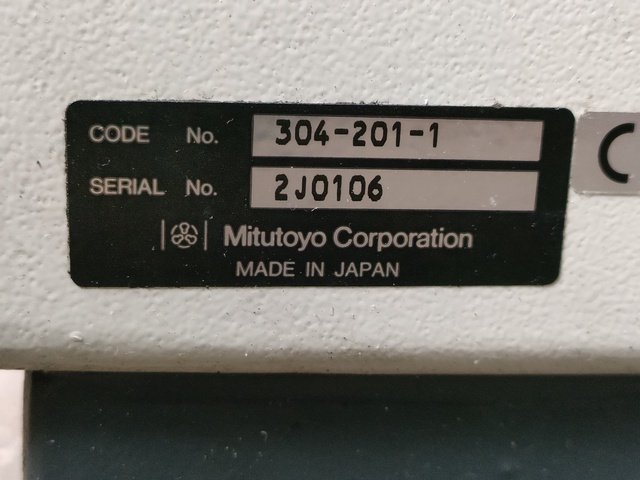 CODE No. 304-201-1
SERIAL No. 2J0106
Mitutoyo Corporation
MADE IN JAPAN